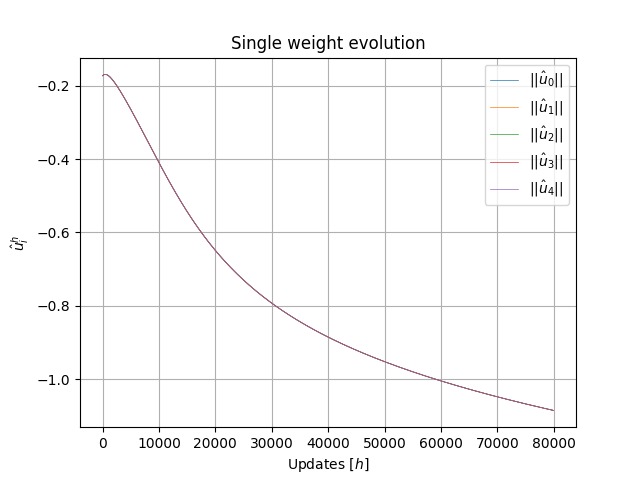 Single weight evolution
||û₀||
||û₁||
||û₂||
||û₃||
||û₄||
ûᵢʰ
−0.2
−0.4
−0.6
−0.8
−1.0
0 10000 20000 30000 40000 50000 60000 70000 80000
Updates [h]